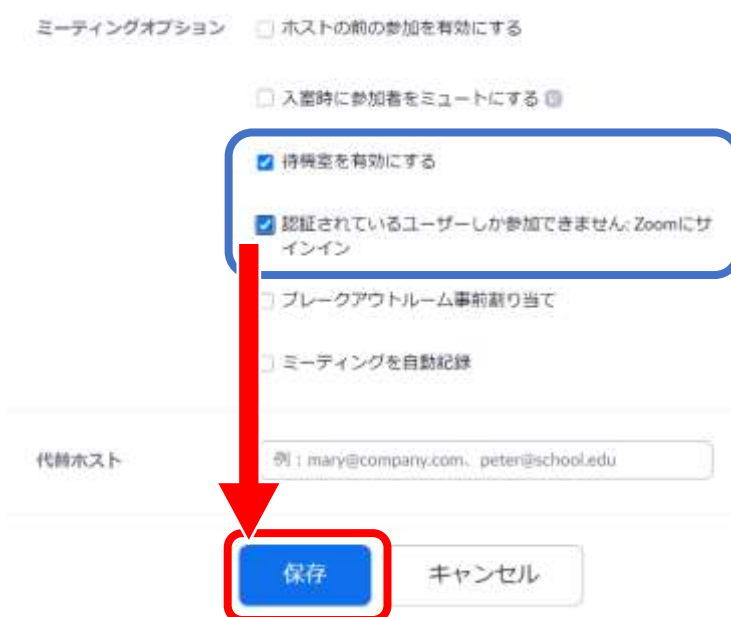 ミーティングオプション
ホストの前の参加を有効にする
入室時に参加者をミュートにする
待機室を有効にする
認証されているユーザーしか参加できません: Zoomにサ
インイン
ブレークアウトルーム事前割り当て
ミーティングを自動記録
代替ホスト
例：mary@company.com、peter@school.edu
保存
キャンセル